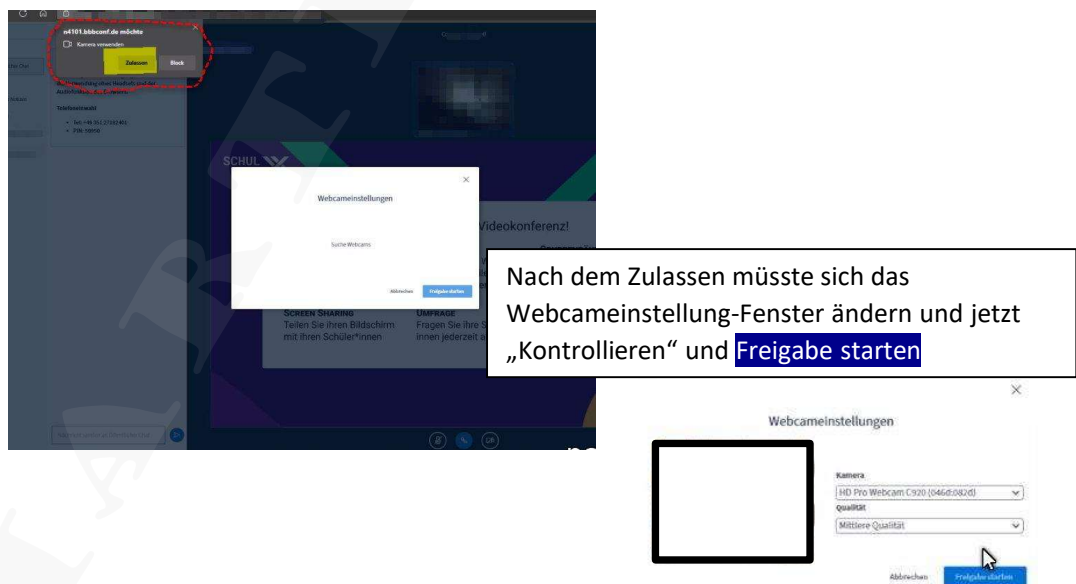 n4101.bbbconf.de möchte
Kamera verwenden
Zulassen Block
SCHUL
Webcameinstellungen
Suche Webcams
Abbrechen Freigabe starten
Videokonferenz!
SCREEN SHARING
Teilen Sie ihren Bildschirm
mit ihren Schüler*innen
UMFRAGE
Fragen Sie ihre S
innen jederzeit a
Nach dem Zulassen müsste sich das
Webcameinstellung-Fenster ändern und jetzt
„Kontrollieren“ und Freigabe starten
Webcameinstellungen
Kamera
HD Pro Webcam C920 (046d:082d)
Qualität
Mittlere Qualität
Abbrechen Freigabe starten